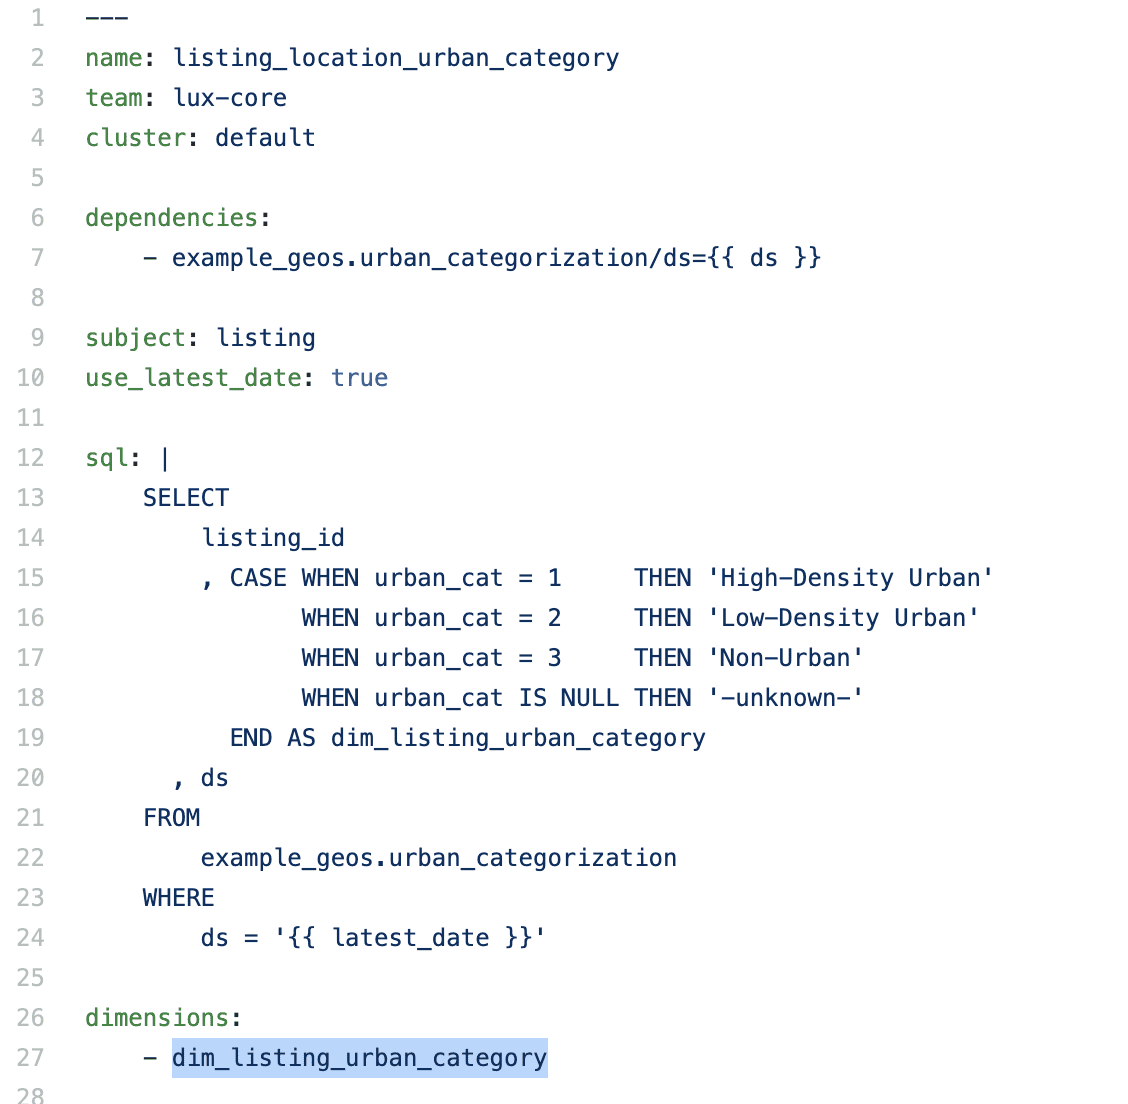 1 ---
2 name: listing_location_urban_category
3 team: lux-core
4 cluster: default
5
6 dependencies:
7     - example_geos.urban_categorization/ds={{ ds }}
8
9 subject: listing
10 use_latest_date: true
11
12 sql: |
13     SELECT
14         listing_id
15         , CASE WHEN urban_cat = 1     THEN 'High-Density Urban'
16                WHEN urban_cat = 2     THEN 'Low-Density Urban'
17                WHEN urban_cat = 3     THEN 'Non-Urban'
18                WHEN urban_cat IS NULL THEN '-unknown-'
19           END AS dim_listing_urban_category
20       , ds
21     FROM
22         example_geos.urban_categorization
23     WHERE
24         ds = '{{ latest_date }}'
25
26 dimensions:
27     - dim_listing_urban_category
28